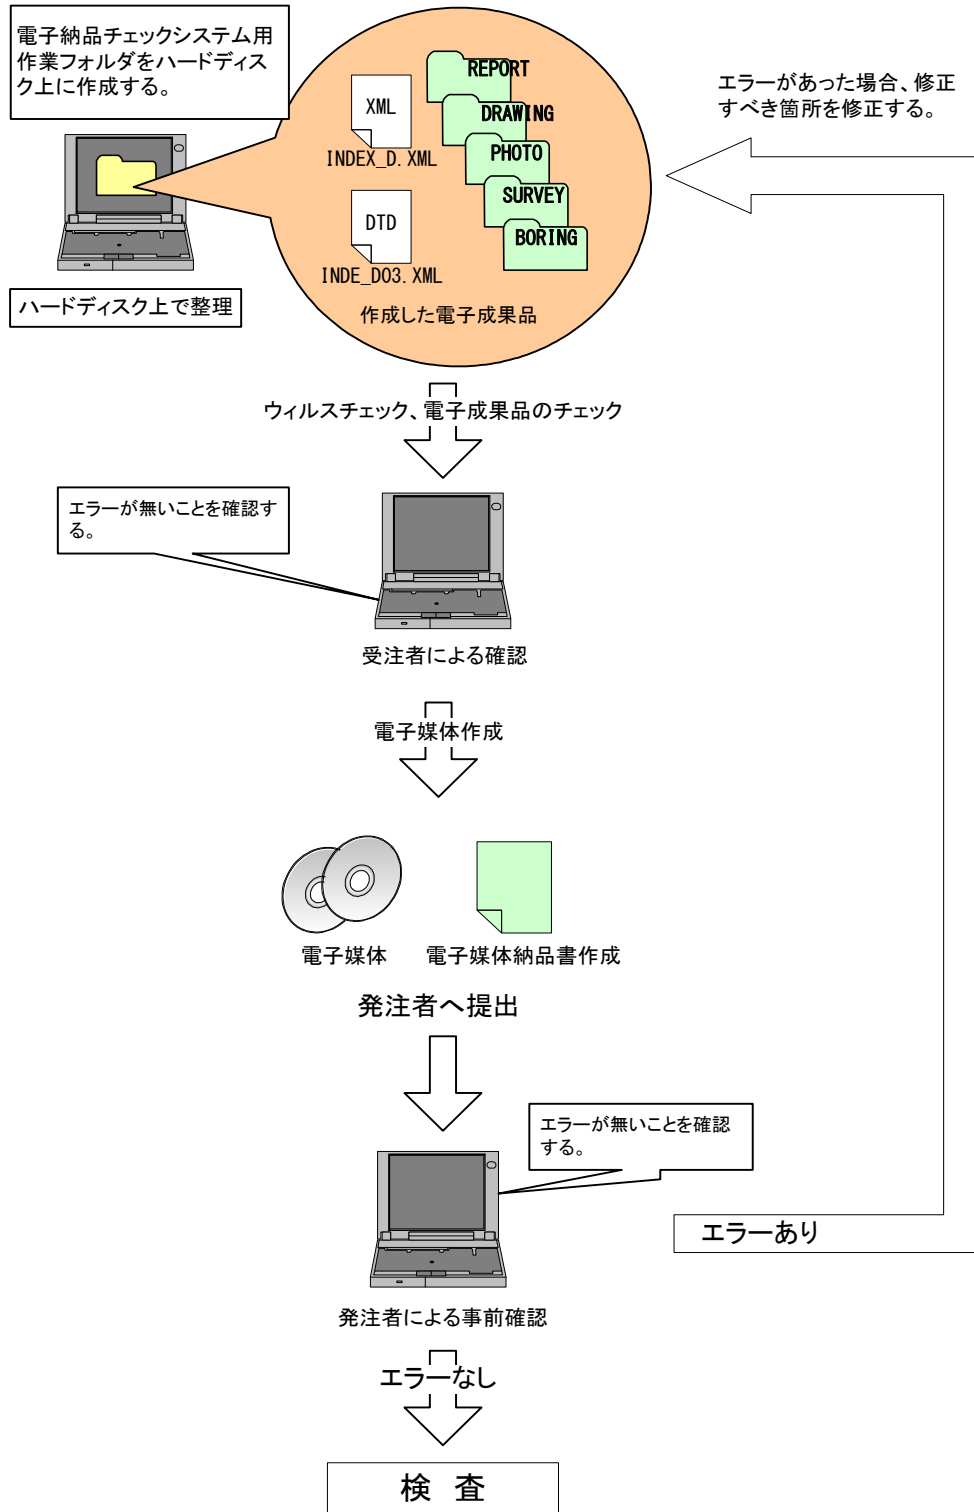 電子納品チェックシステム用
作業フォルダをハードディス
ク上に作成する。
ハードディスク上で整理
XML
INDEX_D.XML
DTD
INDE_D03.XML
REPORT
DRAWING
PHOTO
SURVEY
BORING
作成した電子成果品
エラーがあった場合、修正
すべき箇所を修正する。
ウィルスチェック、電子成果品のチェック
エラーが無いことを確認す
る。
受注者による確認
電子媒体作成
電子媒体
電子媒体納品書作成
発注者へ提出
エラーが無いことを確認
する。
エラーあり
発注者による事前確認
エラーなし
検 査